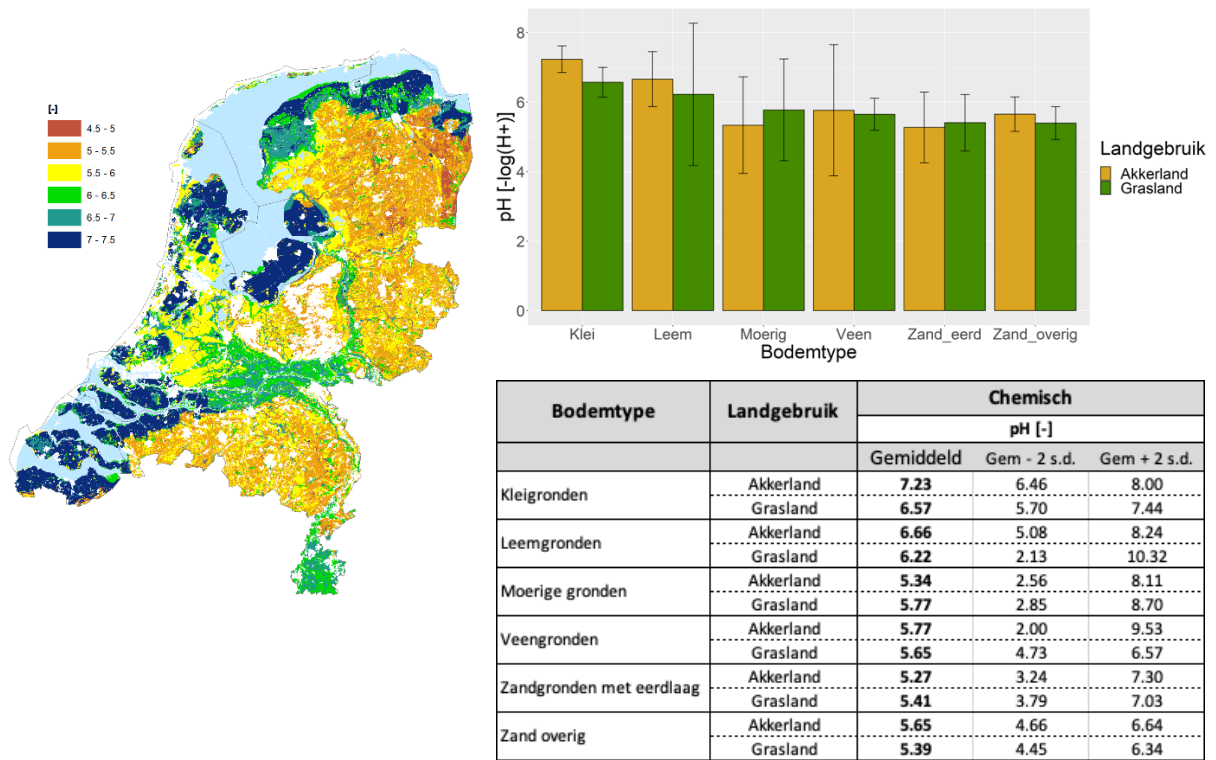 [-]
4.5 - 5
5 - 5.5
5.5 - 6
6 - 6.5
6.5 - 7
7 - 7.5
pH [-log(H+)]
8
6
4
2
0
Klei Leem Moerig Veen Zand_eerd Zand_overig
Bodemtype
Landgebruik
Akkerland
Grasland
Bodemtype Landgebruik Chemisch
pH [-]
Gemiddeld Gem - 2 s.d. Gem + 2 s.d.
Kleigronden Akkerland 7.23 6.46 8.00
Grasland 6.57 5.70 7.44
Leemgronden Akkerland 6.66 5.08 8.24
Grasland 6.22 2.13 10.32
Moerige gronden Akkerland 5.34 2.56 8.11
Grasland 5.77 2.85 8.70
Veengronden Akkerland 5.77 2.00 9.53
Grasland 5.65 4.73 6.57
Zandgronden met eerdlaag Akkerland 5.27 3.24 7.30
Grasland 5.41 3.79 7.03
Zand overig Akkerland 5.65 4.66 6.64
Grasland 5.39 4.45 6.34